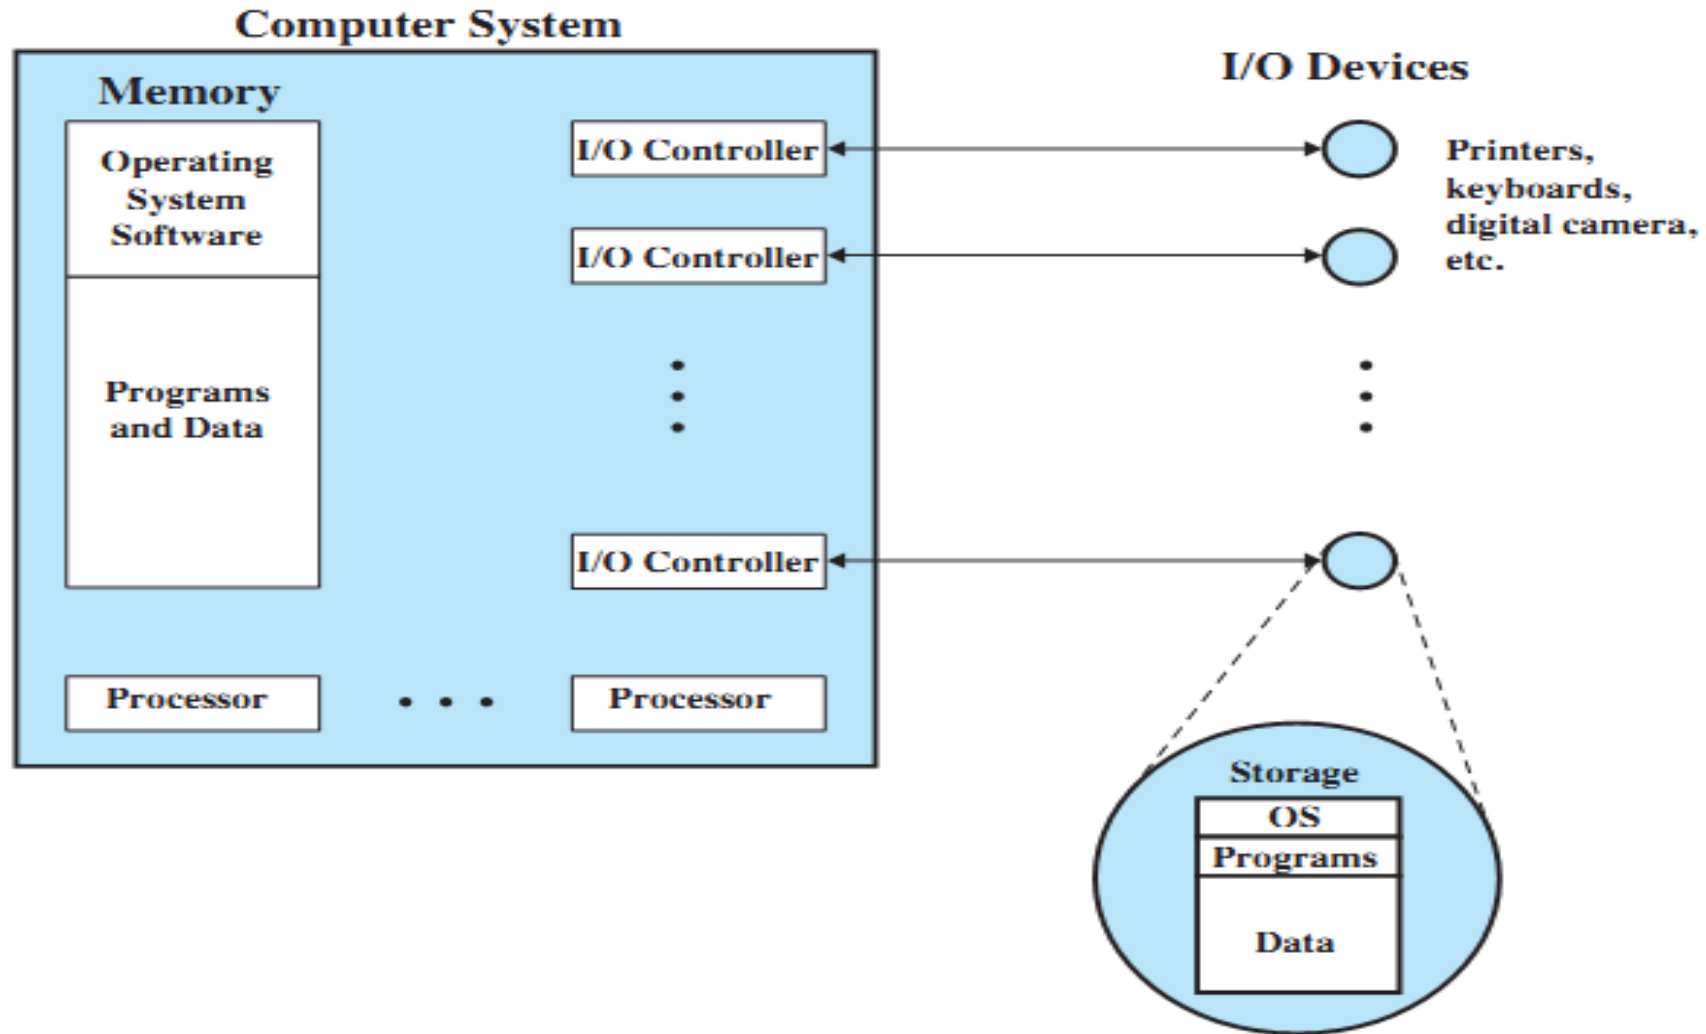 Computer System
I/O Devices
Memory
Operating
System
Software
Programs
and Data
I/O Controller
I/O Controller
I/O Controller
Printers,
keyboards,
digital camera,
etc.
Processor
Processor
Storage
OS
Programs
Data